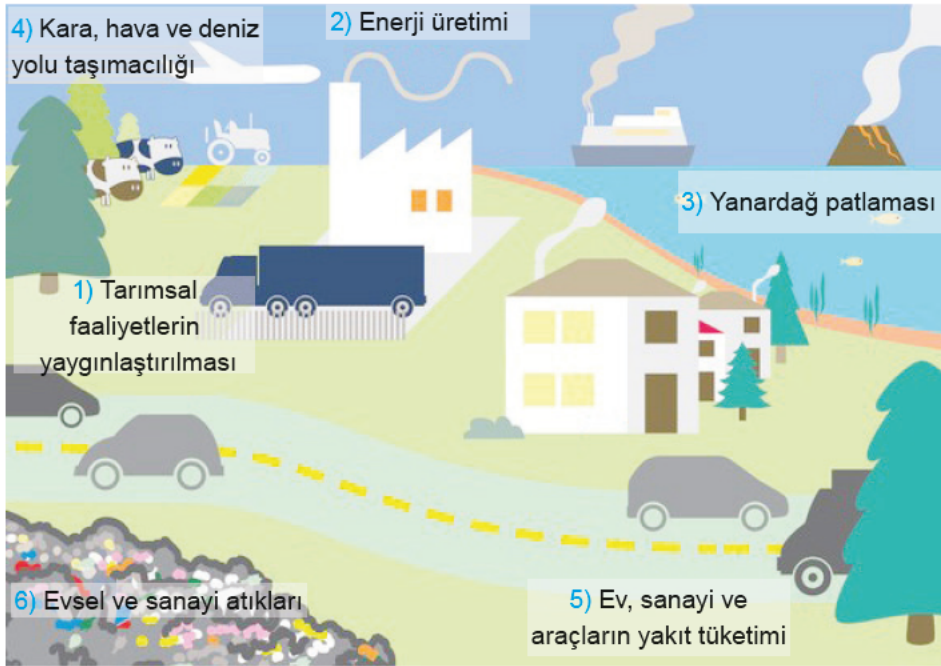 4) Kara, hava ve deniz
yolu taşımacılığı
2) Enerji üretimi
3) Yanardağ patlaması
1) Tarımsal
faaliyetlerin
yaygınlaştırılması
6) Evsel ve sanayi atıkları
5) Ev, sanayi ve
araçların yakıt tüketimi